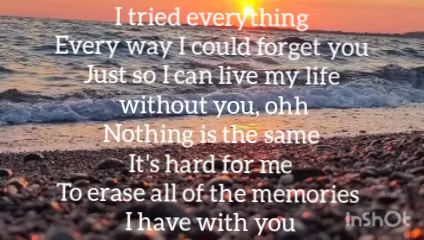 I tried everything
Every way I could forget you
Just so I can live my life
without you, ohh
Nothing is the same
It's hard for me
To erase all of the memories
I have with you
InShOt